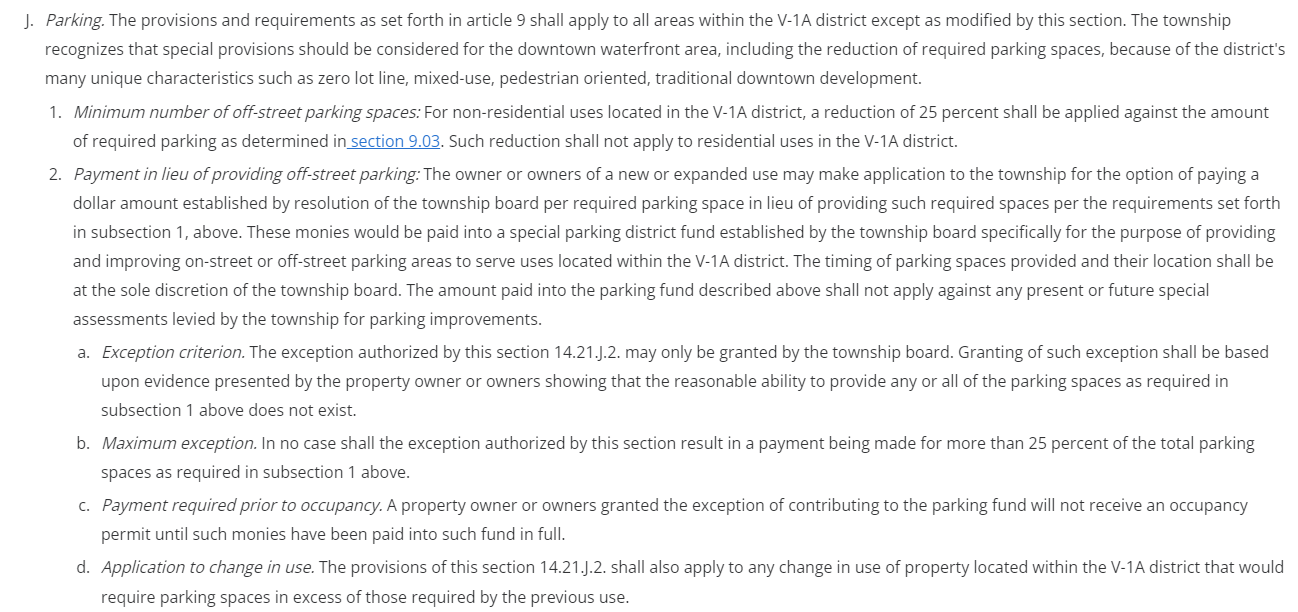 J. Parking. The provisions and requirements as set forth in article 9 shall apply to all areas within the V-1A district except as modified by this section. The township
recognizes that special provisions should be considered for the downtown waterfront area, including the reduction of required parking spaces, because of the district's
many unique characteristics such as zero lot line, mixed-use, pedestrian oriented, traditional downtown development.
1. Minimum number of off-street parking spaces: For non-residential uses located in the V-1A district, a reduction of 25 percent shall be applied against the amount
of required parking as determined in section 9.03. Such reduction shall not apply to residential uses in the V-1A district.
2. Payment in lieu of providing off-street parking: The owner or owners of a new or expanded use may make application to the township for the option of paying a
dollar amount established by resolution of the township board per required parking space in lieu of providing such required spaces per the requirements set forth
in subsection 1, above. These monies would be paid into a special parking district fund established by the township board specifically for the purpose of providing
and improving on-street or off-street parking areas to serve uses located within the V-1A district. The timing of parking spaces provided and their location shall be
at the sole discretion of the township board. The amount paid into the parking fund described above shall not apply against any present or future special
assessments levied by the township for parking improvements.
a. Exception criterion. The exception authorized by this section 14.21.J.2. may only be granted by the township board. Granting of such exception shall be based
upon evidence presented by the property owner or owners showing that the reasonable ability to provide any or all of the parking spaces as required in
subsection 1 above does not exist.
b. Maximum exception. In no case shall the exception authorized by this section result in a payment being made for more than 25 percent of the total parking
spaces as required in subsection 1 above.
c. Payment required prior to occupancy. A property owner or owners granted the exception of contributing to the parking fund will not receive an occupancy
permit until such monies have been paid into such fund in full.
d. Application to change in use. The provisions of this section 14.21.J.2. shall also apply to any change in use of property located within the V-1A district that would
require parking spaces in excess of those required by the previous use.